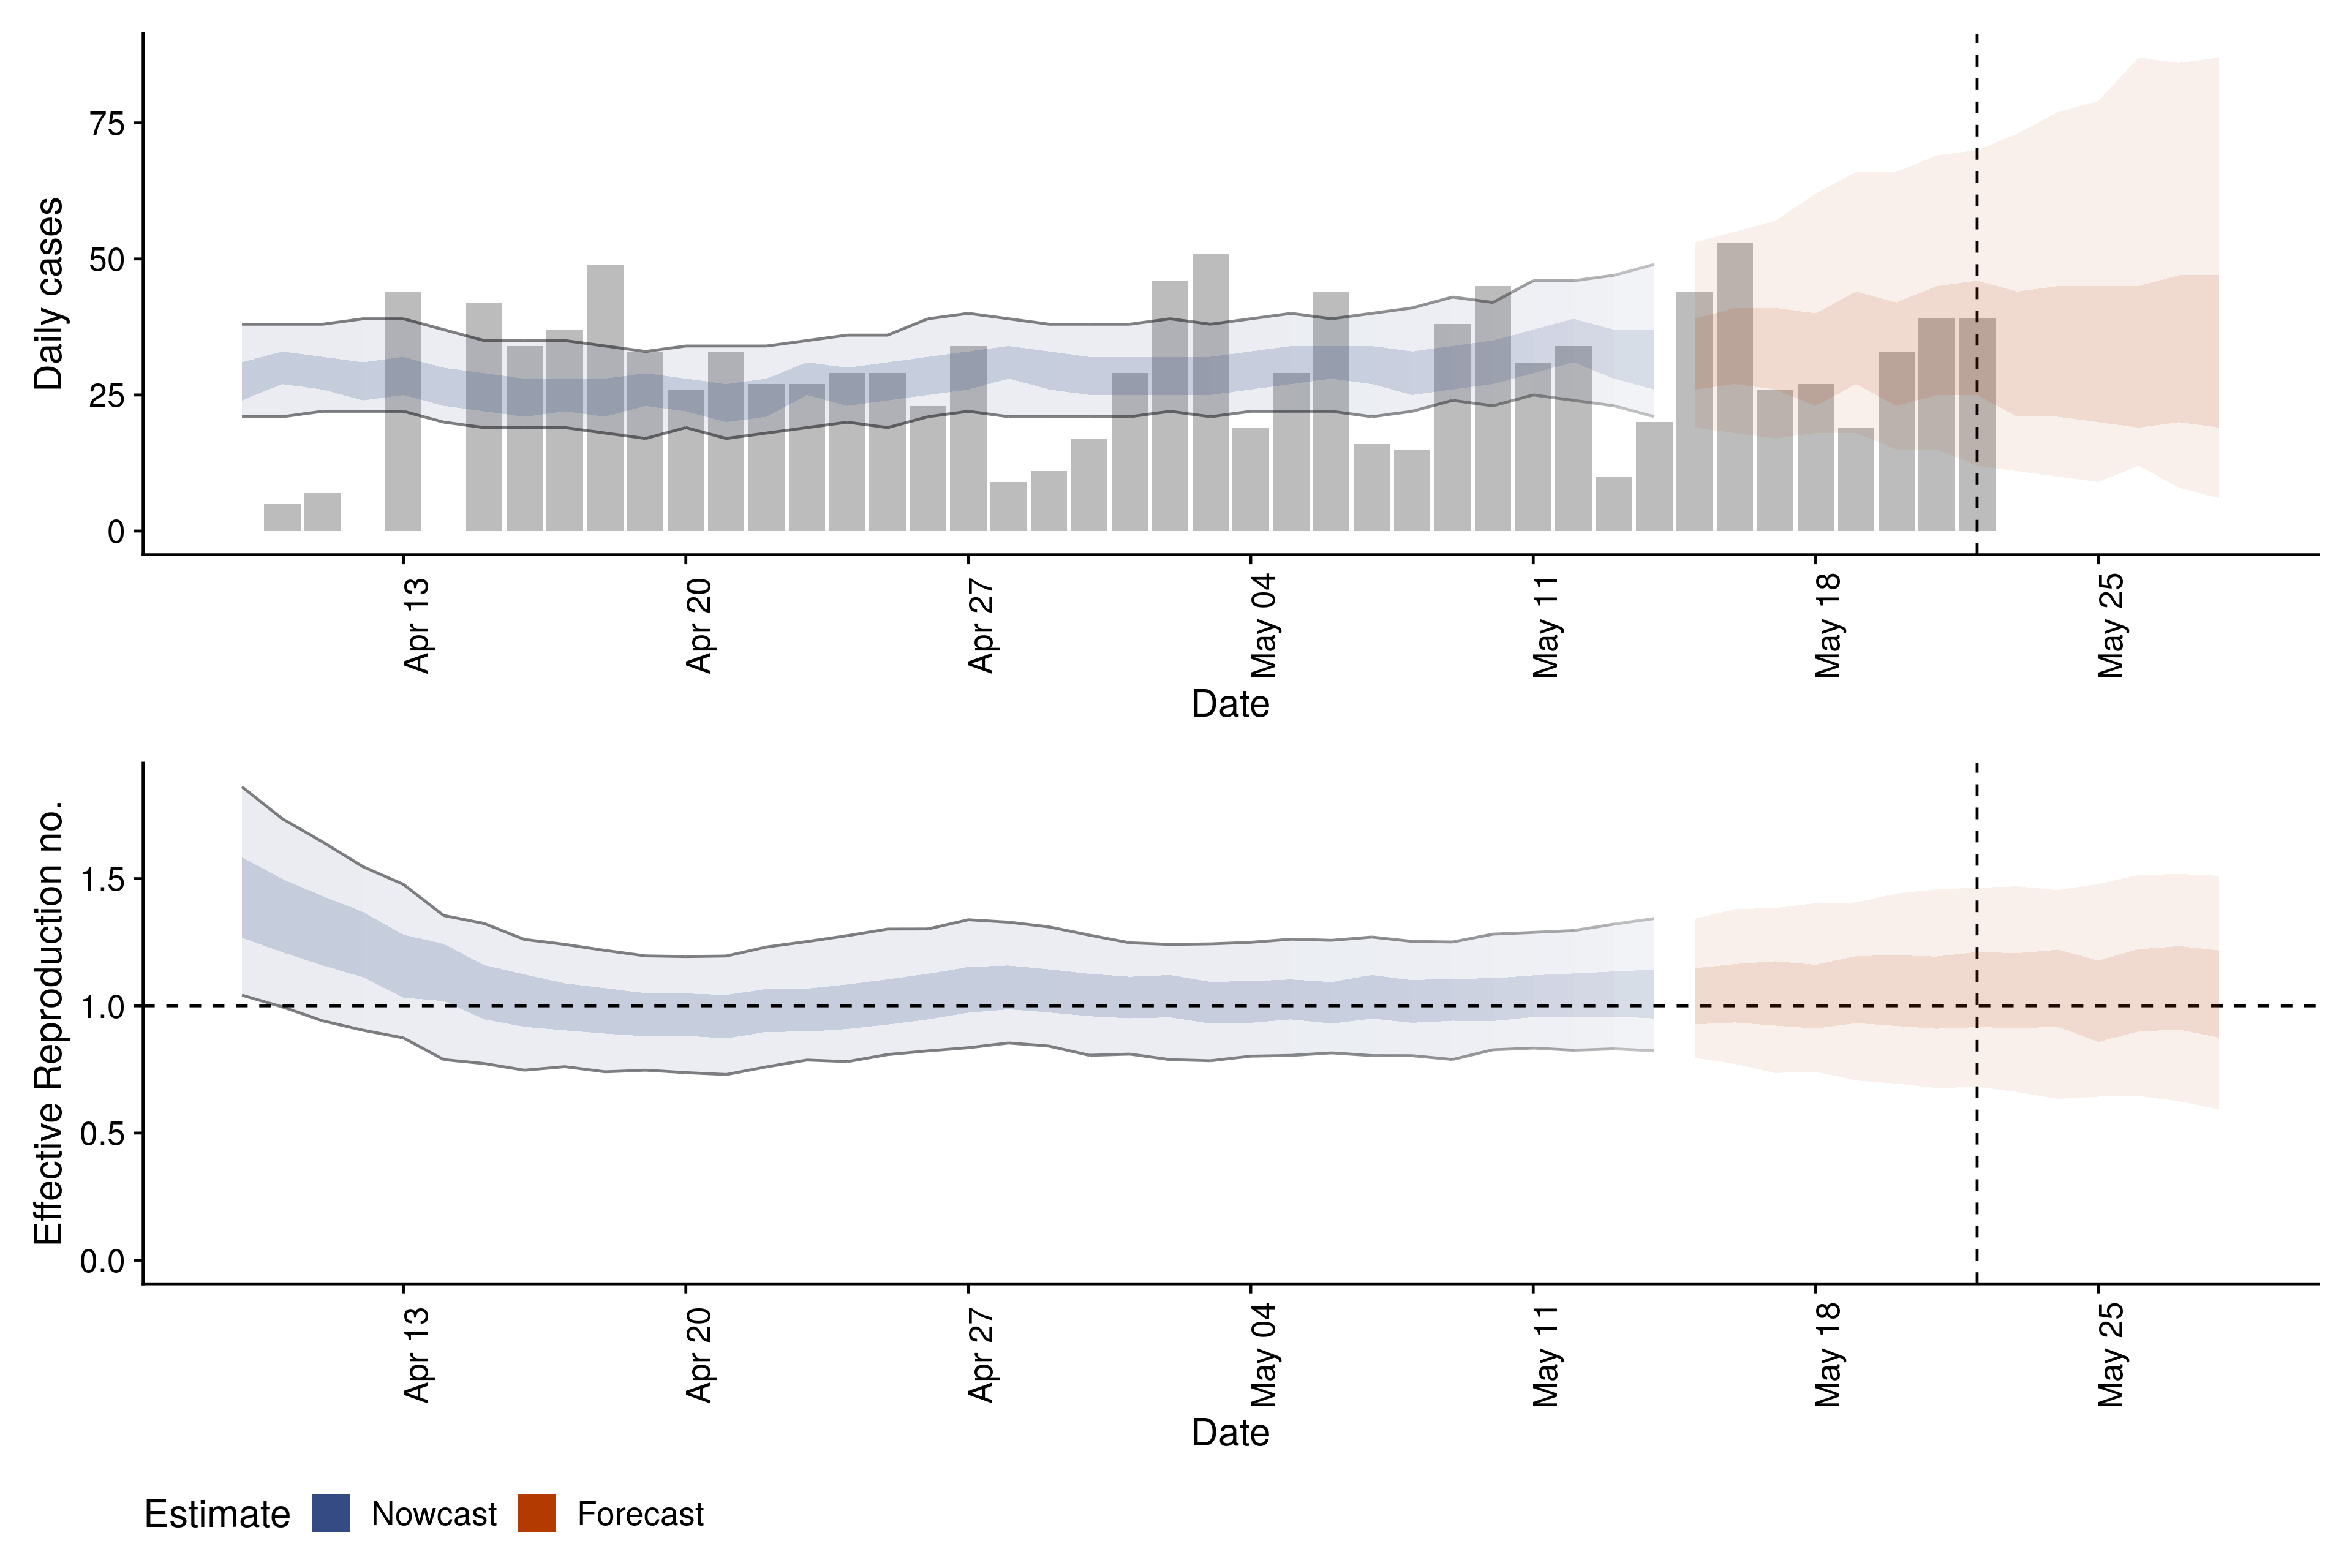 Daily cases
75
50
25
0
Apr 13
Apr 20
Apr 27
May 04
May 11
May 18
May 25
Date
Effective Reproduction no.
1.5
1.0
0.5
0.0
Apr 13
Apr 20
Apr 27
May 04
May 11
May 18
May 25
Date
Estimate Nowcast Forecast